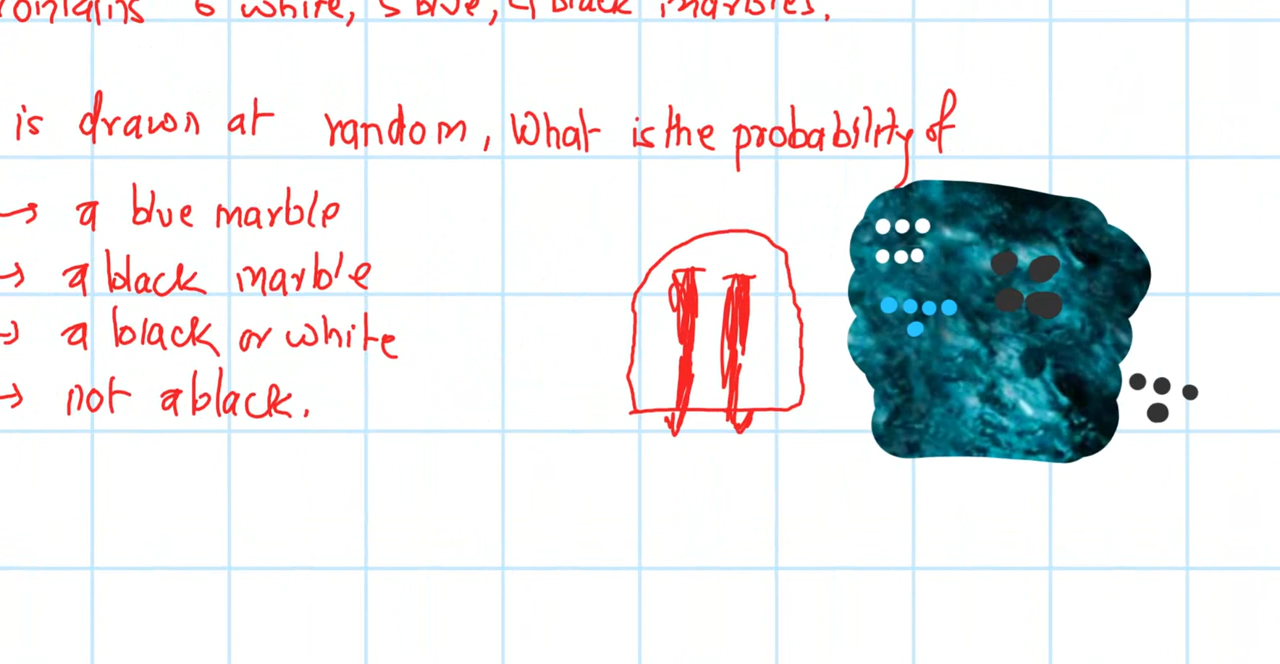 contains 6 white, 5 blue, 4 black marbles.
is drawn at random, What is the probability of
→ a blue marble
→ a black marble
→ a black or white
→ not a black.